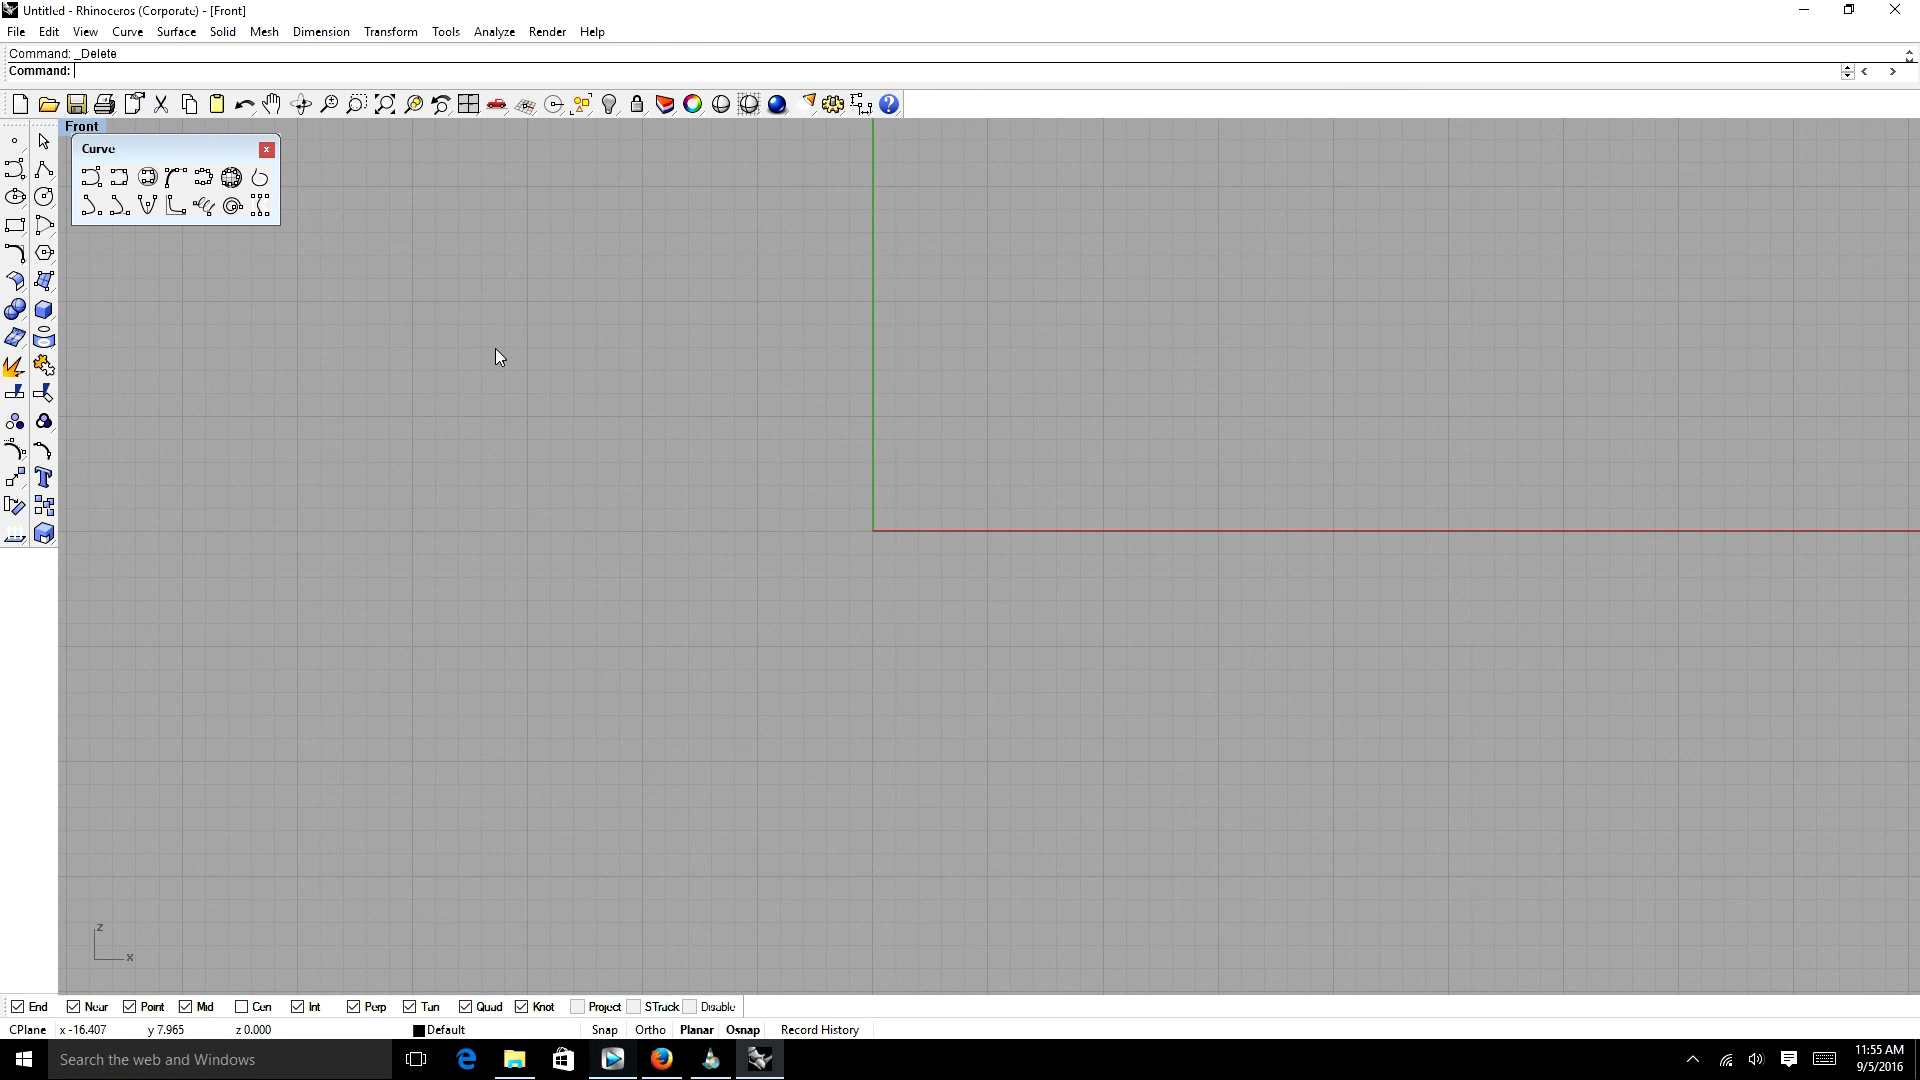 Untitled - Rhinoceros (Corporate) - [Front]
File Edit View Curve Surface Solid Mesh Dimension Transform Tools Analyze Render Help
Command: _Delete
Command:
Front
Curve
z
x
End Near Point Mid Cen Int Perp Tan Quad Knot Project STrack Disable
CPlane x -16.407 y 7.965 z 0.000 Default Snap Ortho Planar Osnap Record History
Search the web and Windows
11:55 AM
9/5/2016